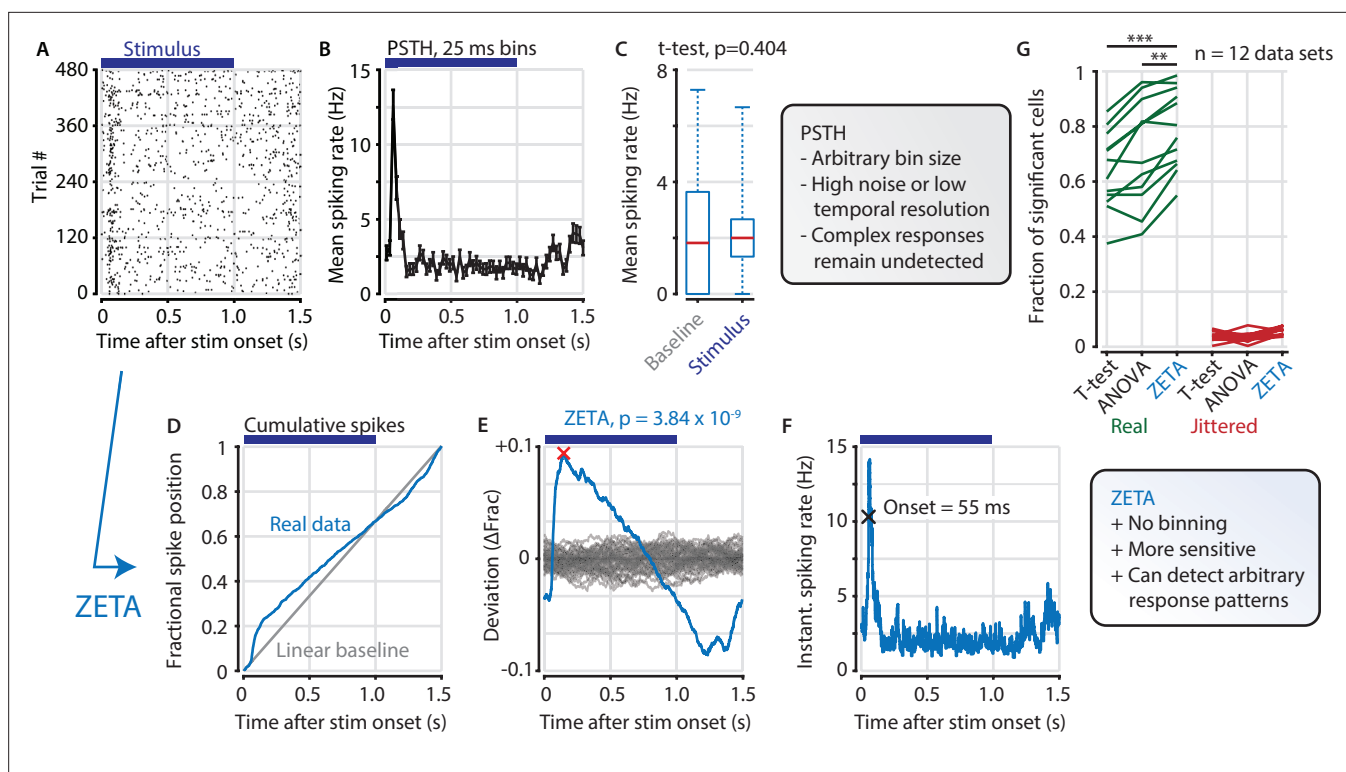 A
Stimulus
480
360
240
120
0
Trial #
0
0.5
1.0
1.5
Time after stim onset (s)
B
PSTH, 25 ms bins
15
10
5
0
Mean spiking rate (Hz)
0
0.5
1.0
1.5
Time after stim onset (s)
C
t-test, p=0.404
8
4
0
Mean spiking rate (Hz)
Baseline
Stimulus
PSTH
- Arbitrary bin size
- High noise or low
temporal resolution
- Complex responses
remain undetected
G
***
**
n = 12 data sets
1
0.8
0.6
0.4
0.2
0
Fraction of significant cells
T-test
ANOVA
ZETA
T-test
ANOVA
ZETA
Real
Jittered
ZETA
D
Cumulative spikes
1
0.8
0.6
0.4
0.2
0
Fractional spike position
Real data
Linear baseline
0
0.5
1.0
1.5
Time after stim onset (s)
E
ZETA, p = 3.84 x 10⁻⁹
+0.1
0
-0.1
Deviation (ΔFrac)
0
0.5
1.0
1.5
Time after stim onset (s)
F
15
10
5
0
Instant. spiking rate (Hz)
Onset = 55 ms
0
0.5
1.0
1.5
Time after stim onset (s)
ZETA
+ No binning
+ More sensitive
+ Can detect arbitrary
response patterns